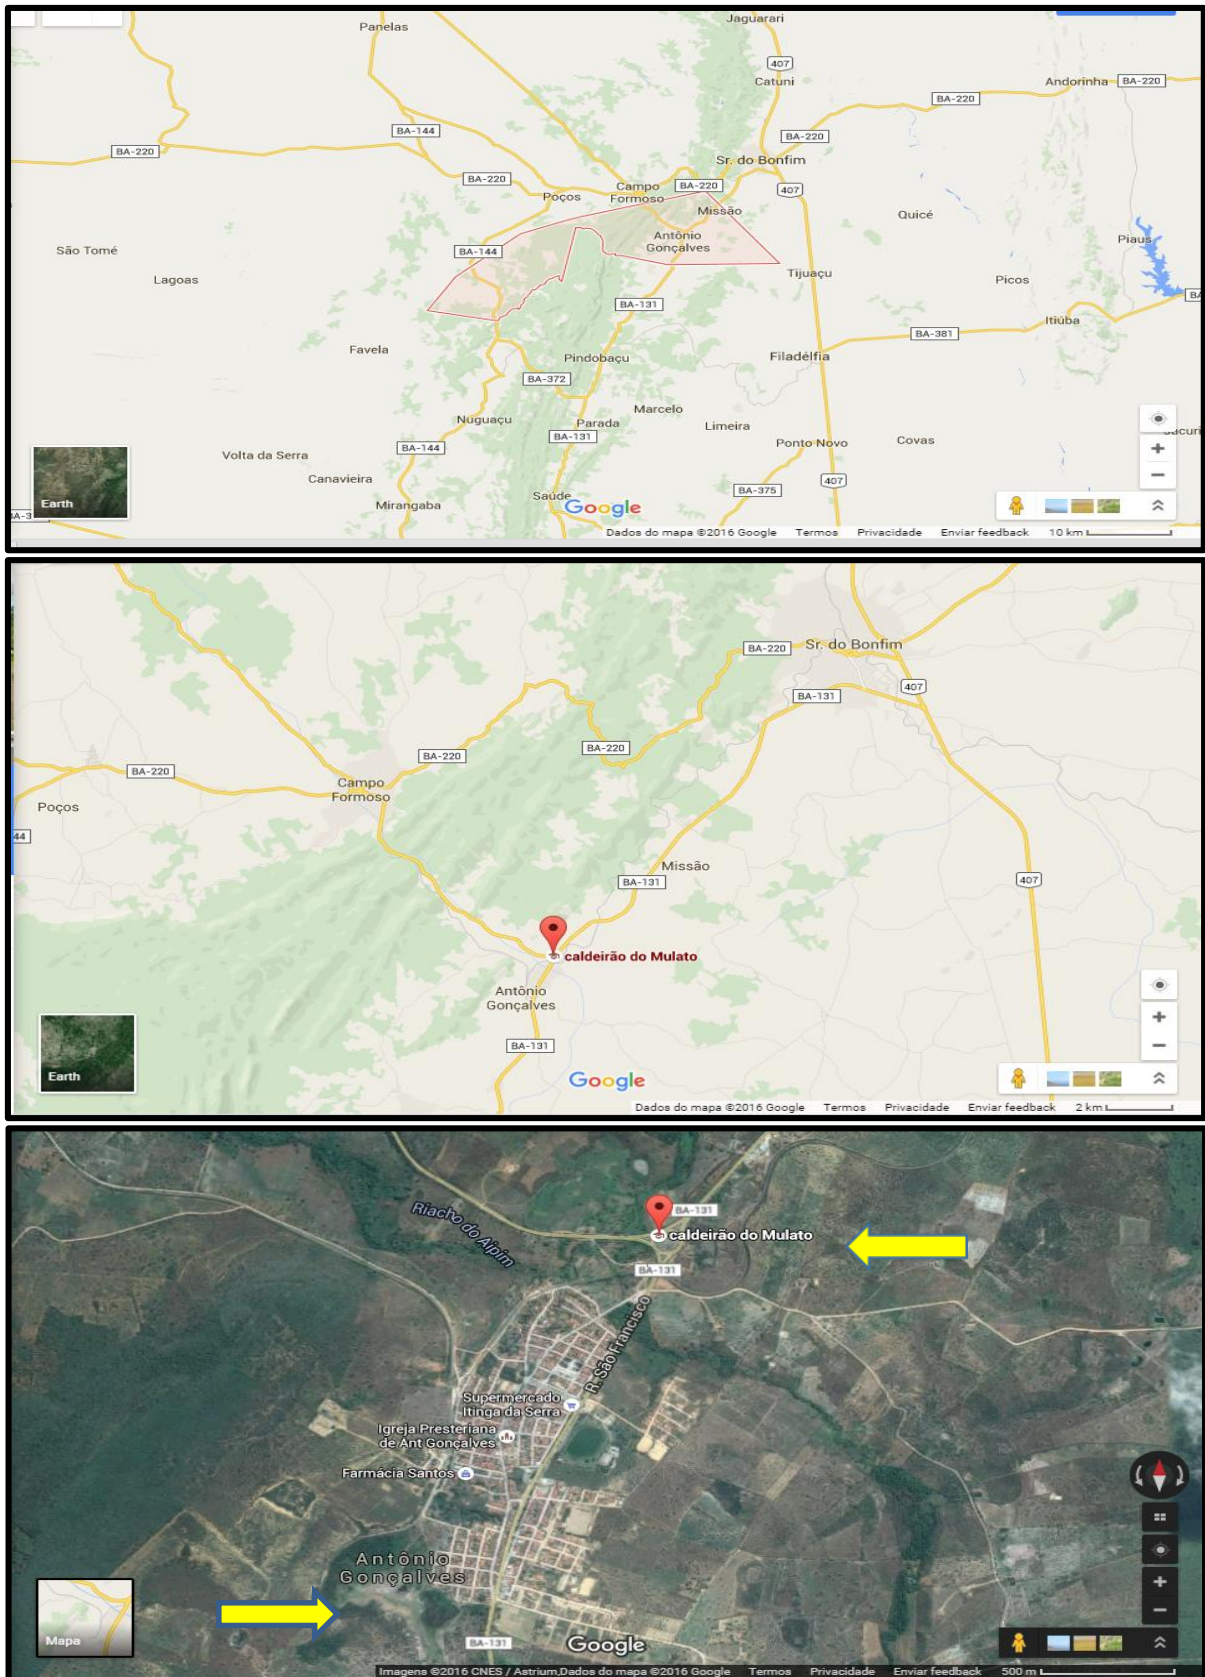 Jaguarari
Panelas
407
Catuni
Andorinha BA-220
BA-220
BA-144
BA-220
BA-220
Sr. do Bonfim
BA-220
Campo
Formoso
BA-220
407
Poços
Missão
Quicé
Antônio
Gonçalves
São Tomé
BA-144
Piaus
Lagoas
Tijuaçu
Picos
BA-131
Itiúba
BA-381
Favela
Pindobaçu
Filadélfia
BA-372
Marcelo
Nuguaçu
Parada
Limeira
BA-131
Ponto Novo
Covas
BA-144
Volta da Serra
Canavieira
407
BA-375
Saúde
Mirangaba
Earth
Google
Dados do mapa ©2016 Google Termos Privacidade Enviar feedback 10 km
BA-220
Sr. do Bonfim
407
BA-131
BA-220
BA-220
BA-220
Campo
Formoso
Poços
44
Missão
BA-131
407
caldeirão do Mulato
Antônio
Gonçalves
BA-131
Earth
Google
Dados do mapa ©2016 Google Termos Privacidade Enviar feedback 2 km
Riacho do Aipim
BA-131
caldeirão do Mulato
BA-131
R. São Francisco
Supermercado
Itinga da Serra
Igreja Presteriana
de Ant Gonçalves
Farmácia Santos
Antônio
Gonçalves
Mapa
BA-131
Google
Imagens ©2016 CNES / Astrium,Dados do mapa ©2016 Google Termos Privacidade Enviar feedback 500 m